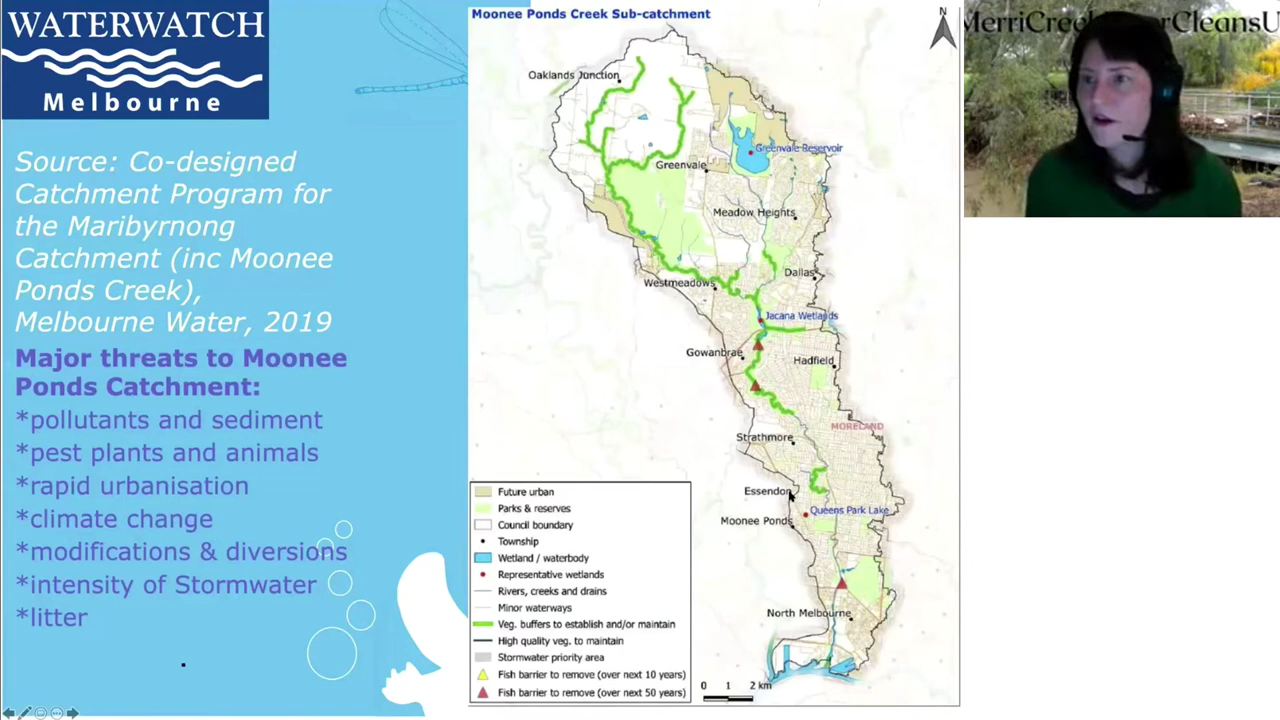 WATERWATCH
Melbourne
Source: Co-designed
Catchment Program for
the Maribyrnong
Catchment (inc Moonee
Ponds Creek),
Melbourne Water, 2019
Major threats to Moonee
Ponds Catchment:
*pollutants and sediment
*pest plants and animals
*rapid urbanisation
*climate change
*modifications & diversions
*intensity of Stormwater
*litter
Moonee Ponds Creek Sub-catchment
N
Oaklands Junction
Greenvale Reservoir
Greenvale
Meadow Heights
Dallas
Westmeadows
Jacana Wetlands
Gowanbrae
Hadfield
MORELAND
Strathmore
Essendon
Queens Park Lake
Moonee Ponds
North Melbourne
0 1 2 km
Future urban
Parks & reserves
Council boundary
Township
Wetland / waterbody
Representative wetlands
Rivers, creeks and drains
Minor waterways
Veg. buffers to establish and/or maintain
High quality veg. to maintain
Stormwater priority area
Fish barrier to remove (over next 10 years)
Fish barrier to remove (over next 50 years)